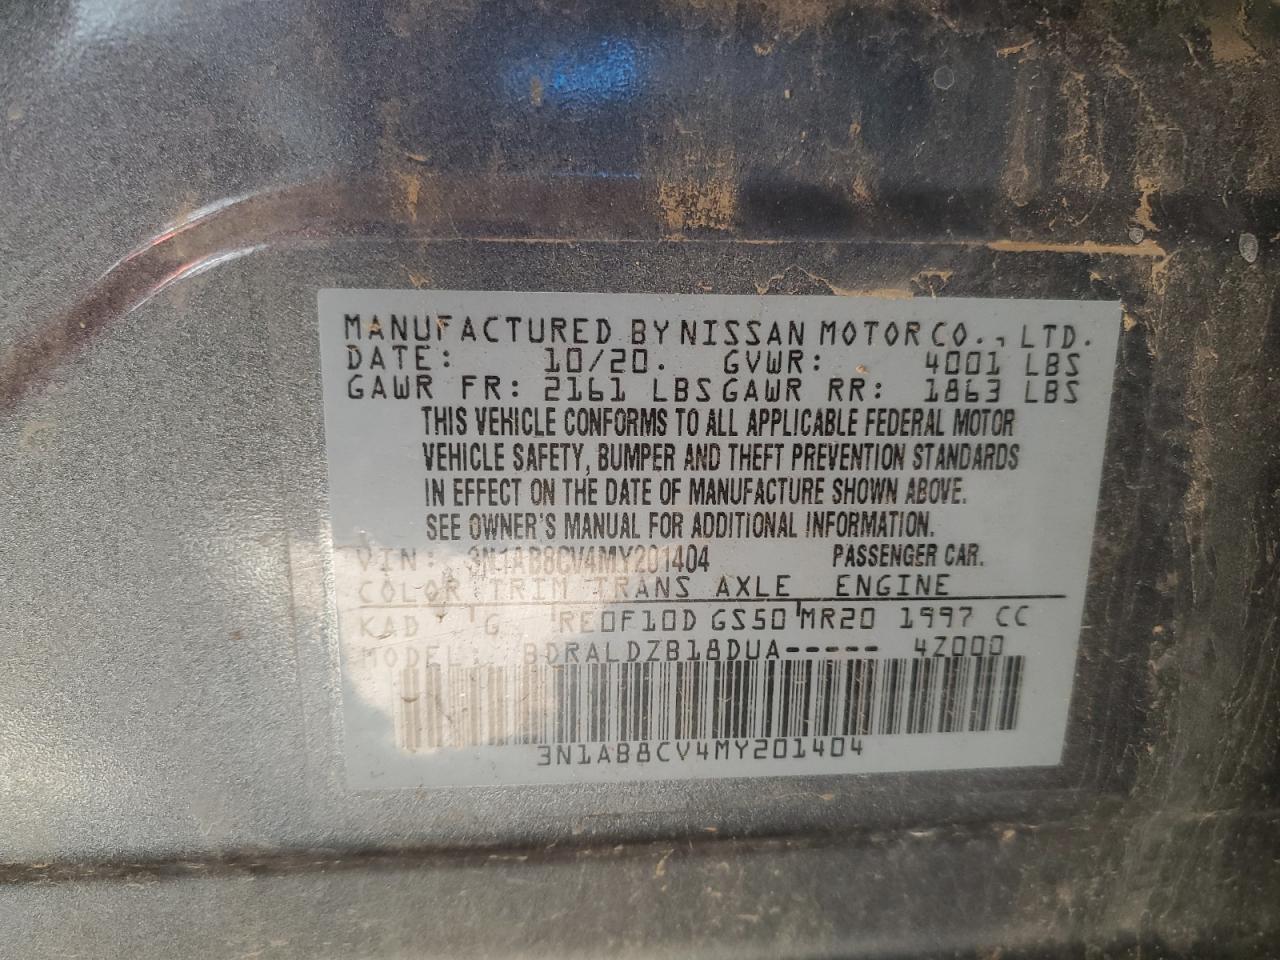 MANUFACTURED BY NISSAN MOTOR CO., LTD.
DATE: 10/20. GVWR: 4001 LBS
GAWR FR: 2161 LBS GAWR RR: 1863 LBS
THIS VEHICLE CONFORMS TO ALL APPLICABLE FEDERAL MOTOR
VEHICLE SAFETY, BUMPER AND THEFT PREVENTION STANDARDS
IN EFFECT ON THE DATE OF MANUFACTURE SHOWN ABOVE.
SEE OWNER'S MANUAL FOR ADDITIONAL INFORMATION.
VIN: 3N1AB8CV4MY201404 PASSENGER CAR.
COLOR TRIM TRANS AXLE ENGINE
KAD G RE0F10D GS50 MR20 1997 CC
MODEL: BDRALDZB18DUA----- 4Z000
3N1AB8CV4MY201404